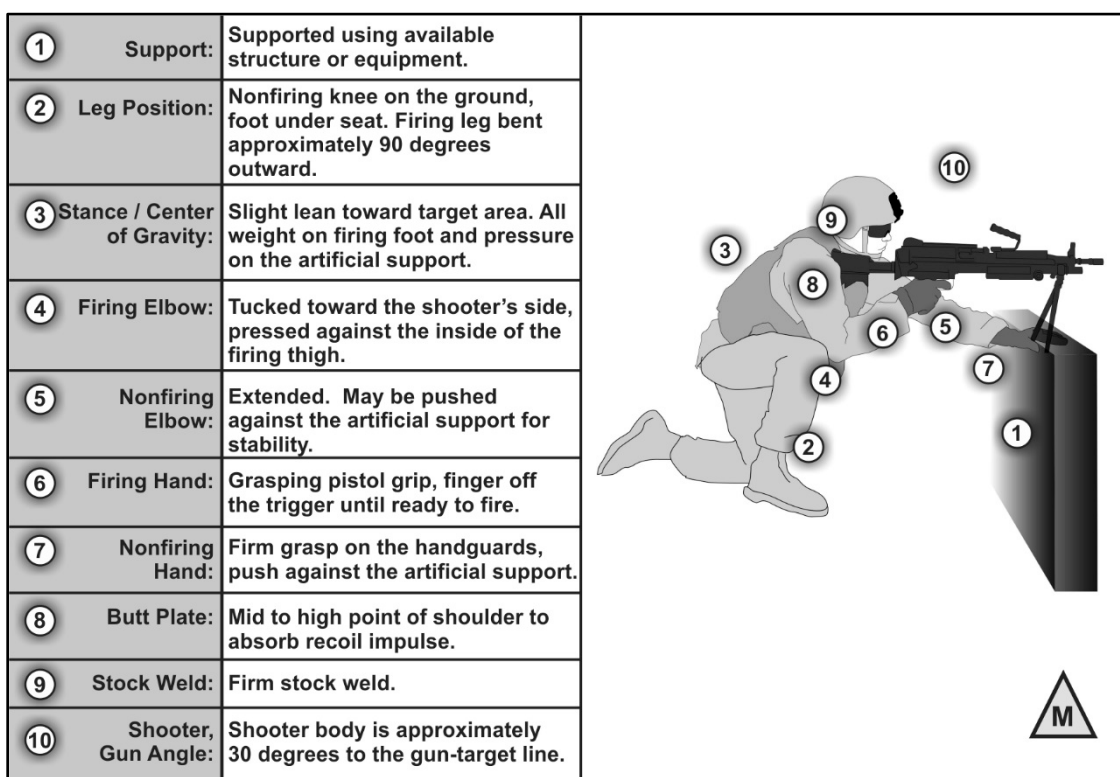 1 Support: Supported using available
structure or equipment.
2 Leg Position: Nonfiring knee on the ground,
foot under seat. Firing leg bent
approximately 90 degrees
outward.
3 Stance / Center
of Gravity: Slight lean toward target area. All
weight on firing foot and pressure
on the artificial support.
4 Firing Elbow: Tucked toward the shooter's side,
pressed against the inside of the
firing thigh.
5 Nonfiring
Elbow: Extended.  May be pushed
against the artificial support for
stability.
6 Firing Hand: Grasping pistol grip, finger off
the trigger until ready to fire.
7 Nonfiring
Hand: Firm grasp on the handguards,
push against the artificial support.
8 Butt Plate: Mid to high point of shoulder to
absorb recoil impulse.
9 Stock Weld: Firm stock weld.
10 Shooter,
Gun Angle: Shooter body is approximately
30 degrees to the gun-target line.
10
9
3
8
6
5
7
4
1
2
M